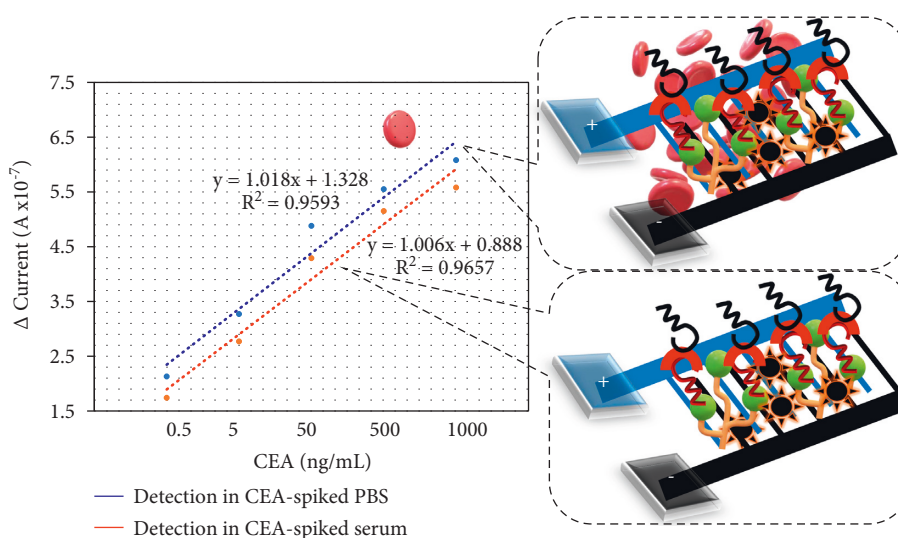 7.5
6.5
5.5
4.5
3.5
2.5
1.5
Δ Current (A x10⁻⁷)
y = 1.018x + 1.328
R² = 0.9593
y = 1.006x + 0.888
R² = 0.9657
0.5 5 50 500 1000
CEA (ng/mL)
Detection in CEA-spiked PBS
Detection in CEA-spiked serum
+
-
+
-